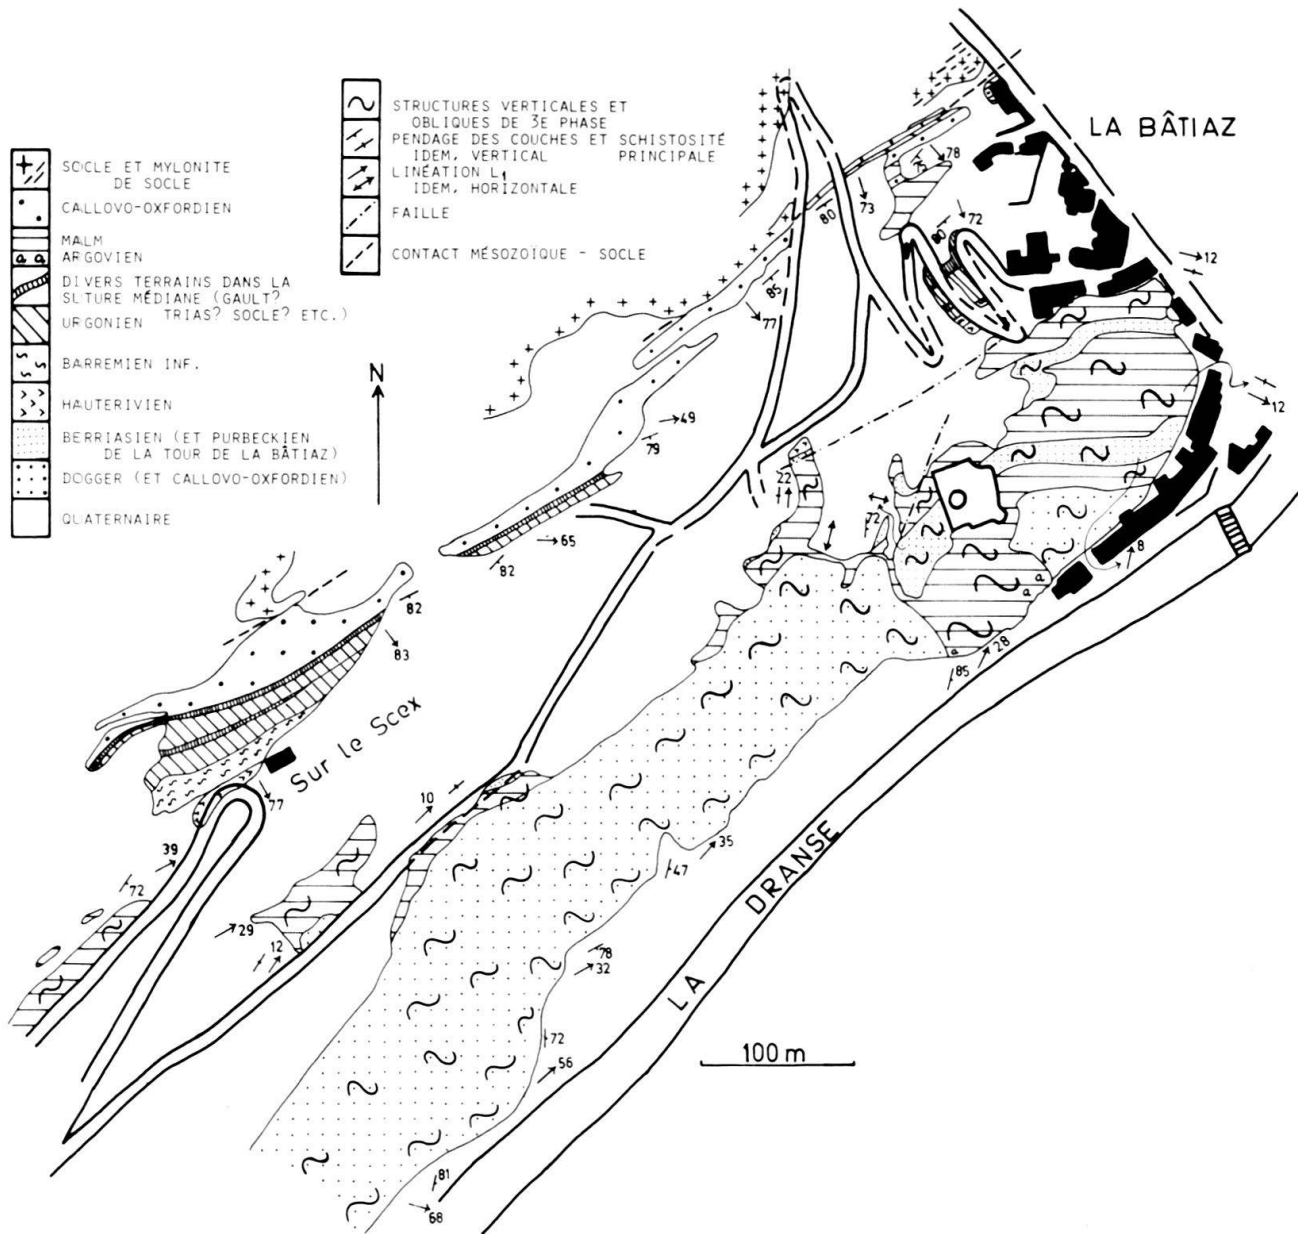 SOCLE ET MYLONITE
DE SOCLE
CALLOVO-OXFORDIEN
MALM
ARGOVIEN
DIVERS TERRAINS DANS LA
SUTURE MÉDIANE (GAULT?
TRIAS? SOCLE? ETC.)
URGONIEN
BARREMIEN INF.
HAUTERIVIEN
BERRIASIEN (ET PURBECKIEN
DE LA TOUR DE LA BÂTIAZ)
DOGGER (ET CALLOVO-OXFORDIEN)
QUATERNAIRE
STRUCTURES VERTICALES ET
OBLIQUES DE 3E PHASE
PENDAGE DES COUCHES ET SCHISTOSITÉ
IDEM, VERTICAL PRINCIPALE
LINÉATION L1
IDEM, HORIZONTALE
FAILLE
CONTACT MÉSOZOÏQUE - SOCLE
N
LA BÂTIAZ
78
75
80
73
80
72
12
85
77
12
49
79
22
72
65
82
8
82
83
28
85
Sur le Scex
77
10
39
72
35
47
29
12
78
32
LA DRANSE
72
56
100 m
81
68